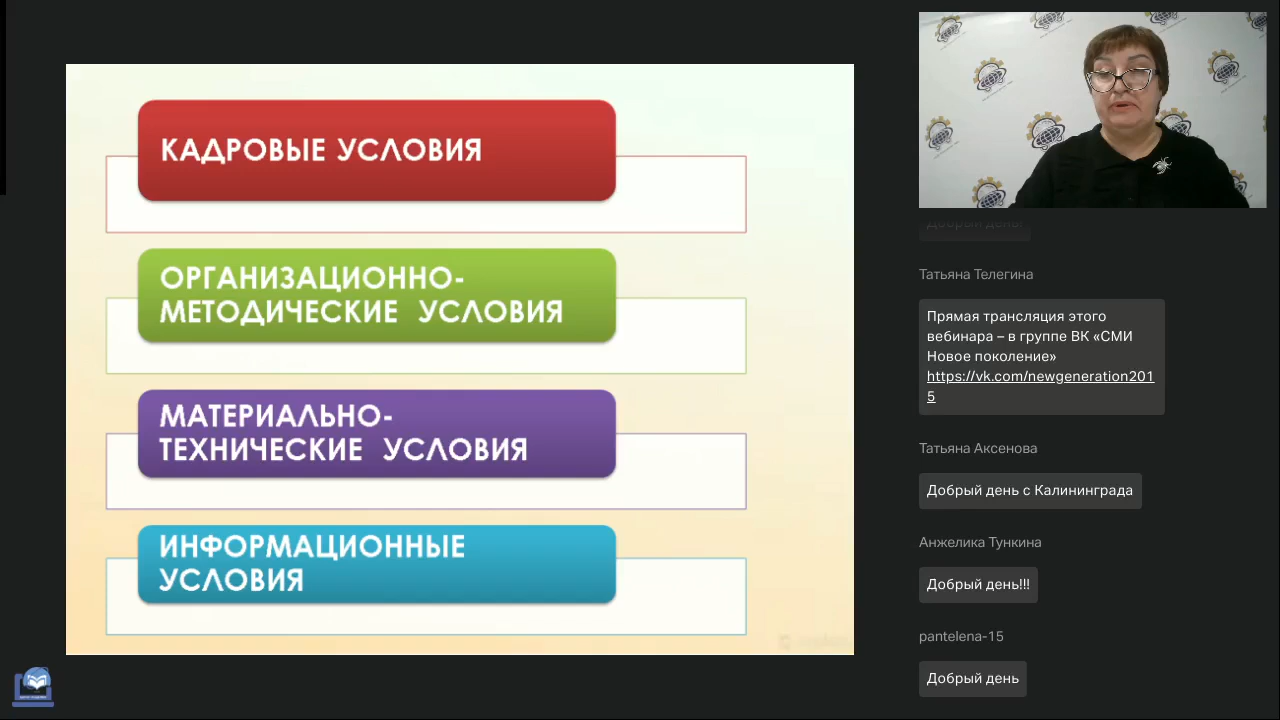 КАДРОВЫЕ УСЛОВИЯ
ОРГАНИЗАЦИОННО-
МЕТОДИЧЕСКИЕ УСЛОВИЯ
МАТЕРИАЛЬНО-
ТЕХНИЧЕСКИЕ УСЛОВИЯ
ИНФОРМАЦИОННЫЕ
УСЛОВИЯ
Добрый день!
Татьяна Телегина
Прямая трансляция этого
вебинара – в группе ВК «СМИ
Новое поколение»
https://vk.com/newgeneration201
5
Татьяна Аксенова
Добрый день с Калининграда
Анжелика Тункина
Добрый день!!!
pantelena-15
Добрый день